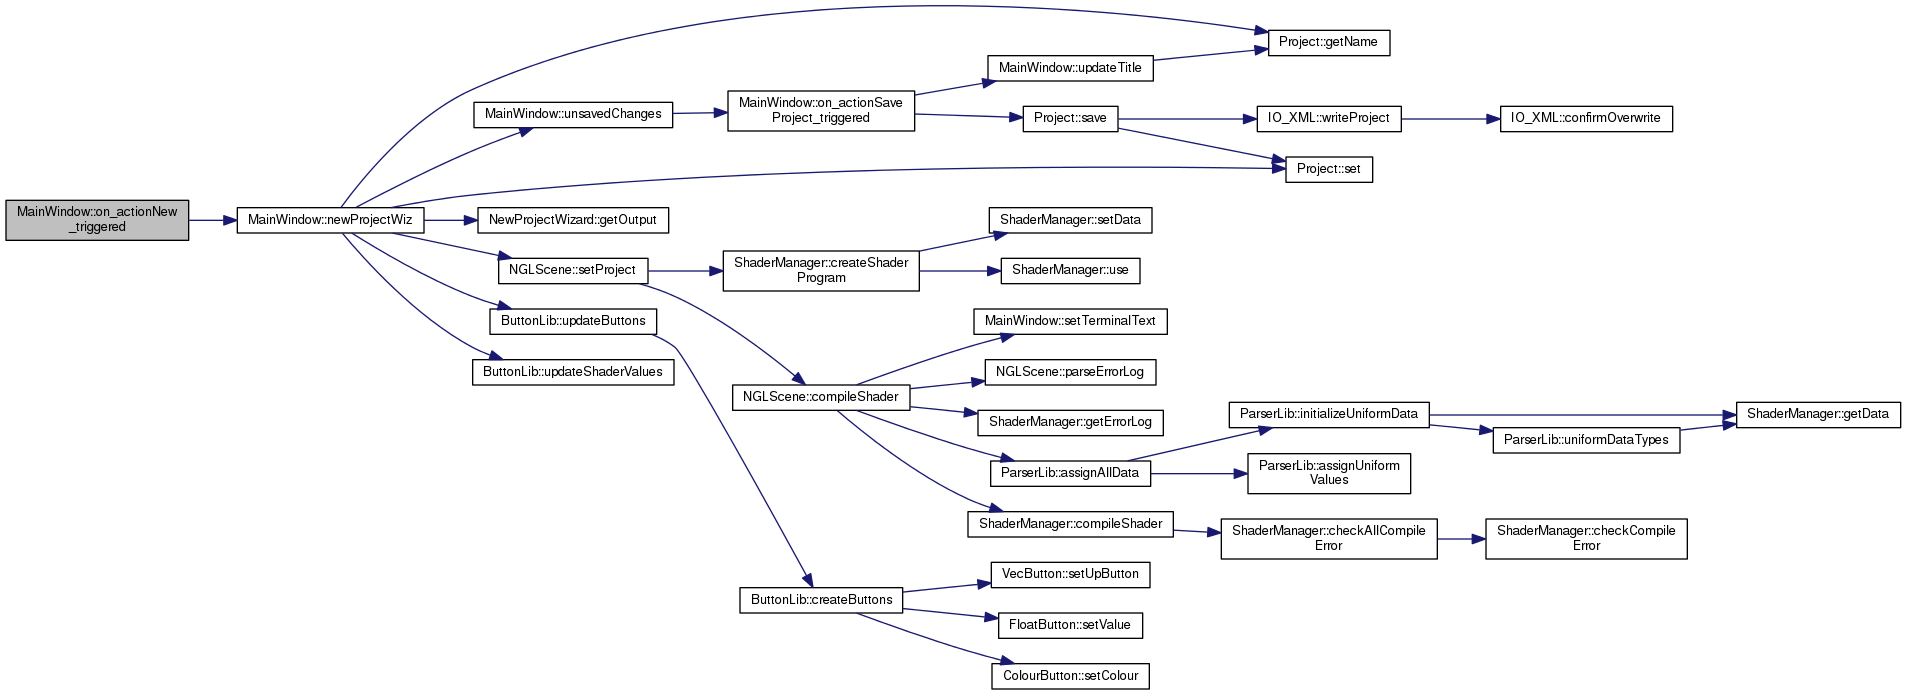 MainWindow::on_actionNew
_triggered
MainWindow::newProjectWiz
Project::getName
MainWindow::updateTitle
MainWindow::unsavedChanges
MainWindow::on_actionSave
Project_triggered
Project::save
IO_XML::writeProject
IO_XML::confirmOverwrite
Project::set
NewProjectWizard::getOutput
NGLScene::setProject
ButtonLib::updateButtons
ButtonLib::updateShaderValues
ShaderManager::createShader
Program
ShaderManager::setData
ShaderManager::use
NGLScene::compileShader
MainWindow::setTerminalText
NGLScene::parseErrorLog
ShaderManager::getErrorLog
ParserLib::assignAllData
ParserLib::initializeUniformData
ParserLib::uniformDataTypes
ShaderManager::getData
ParserLib::assignUniform
Values
ShaderManager::compileShader
ShaderManager::checkAllCompile
Error
ShaderManager::checkCompile
Error
ButtonLib::createButtons
VecButton::setUpButton
FloatButton::setValue
ColourButton::setColour